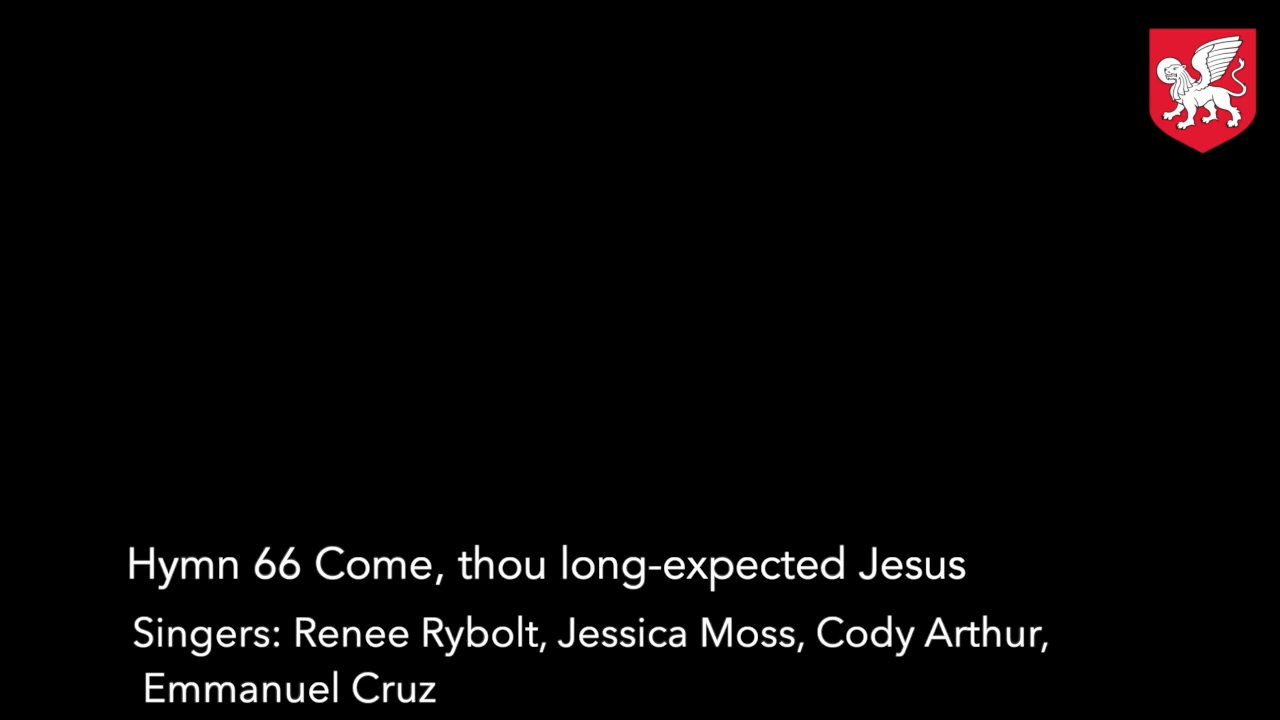 Hymn 66 Come, thou long-expected Jesus
Singers: Renee Rybolt, Jessica Moss, Cody Arthur,
Emmanuel Cruz